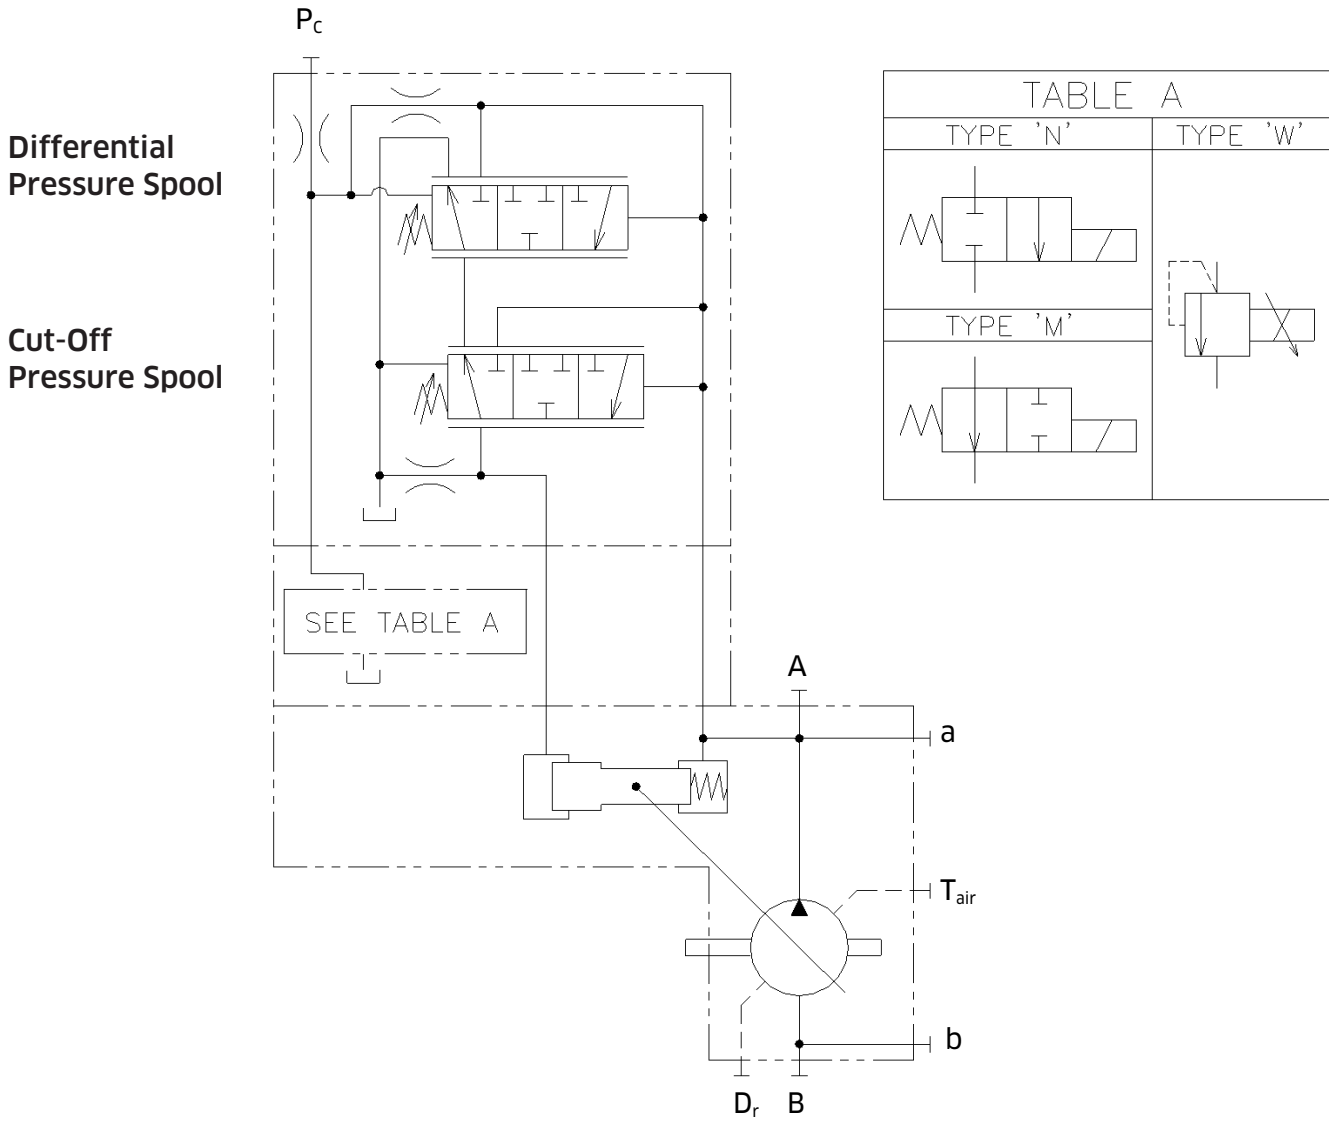 Pc
Differential
Pressure Spool
Cut-Off
Pressure Spool
TABLE A
TYPE 'N'
TYPE 'W'
TYPE 'M'
SEE TABLE A
A
a
Tair
b
Dr
B